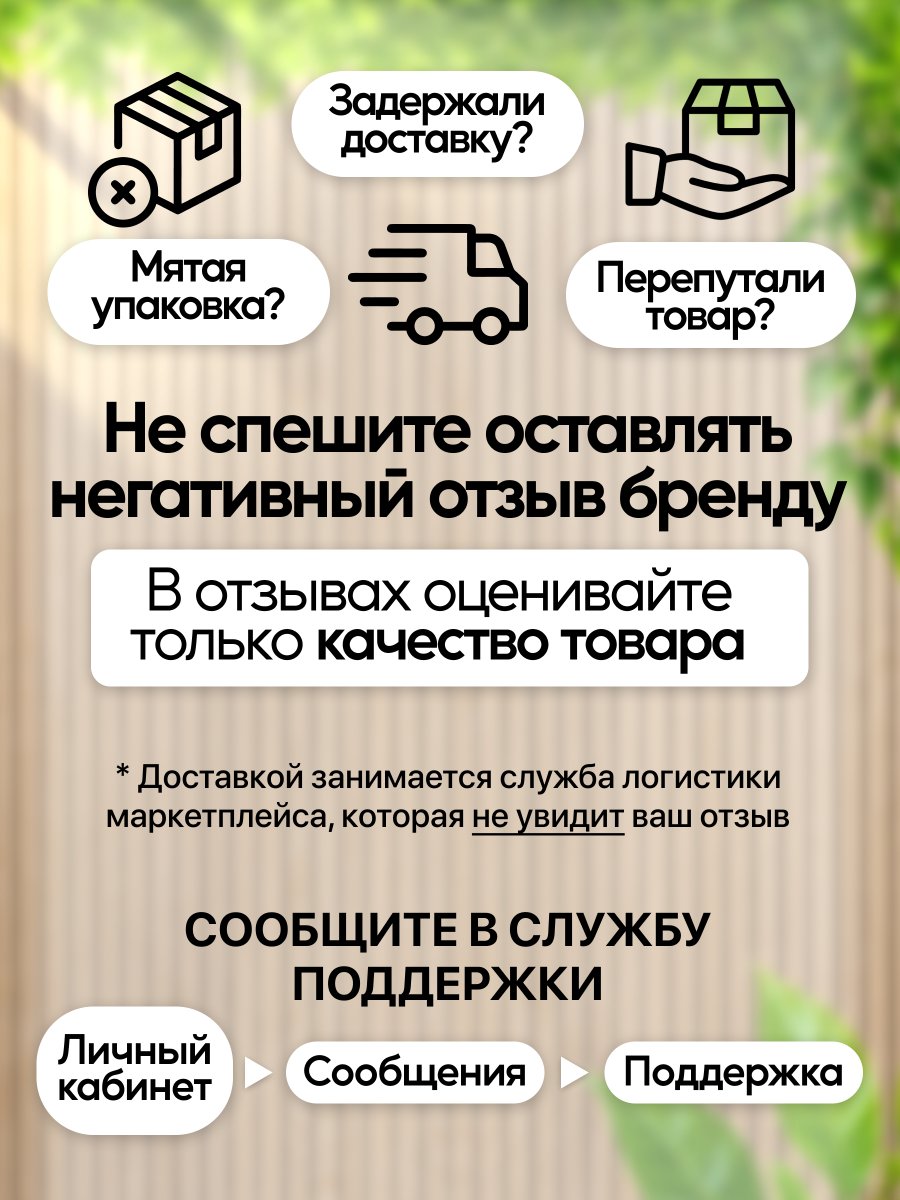 Задержали
доставку?
Мятая
упаковка?
Перепутали
товар?
Не спешите оставлять
негативный отзыв бренду
В отзывах оценивайте
только качество товара
* Доставкой занимается служба логистики
маркетплейса, которая не увидит ваш отзыв
СООБЩИТЕ В СЛУЖБУ
ПОДДЕРЖКИ
Личный
кабинет
Сообщения
Поддержка